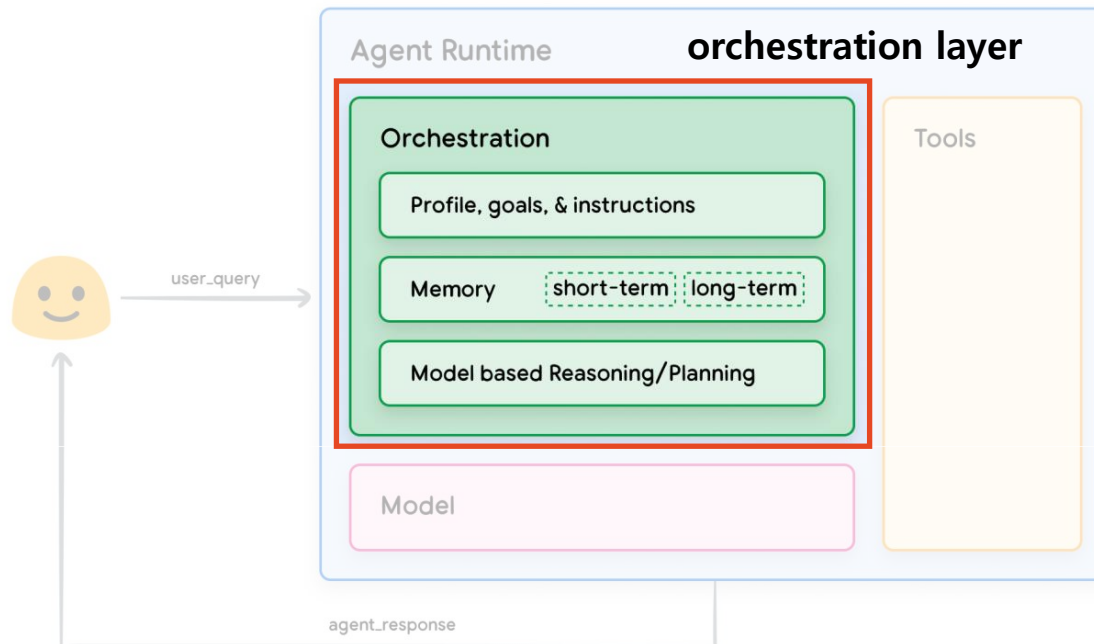 Agent Runtime
orchestration layer
Orchestration
Tools
Profile, goals, & instructions
user_query
Memory
short-term
long-term
Model based Reasoning/Planning
Model
agent_response